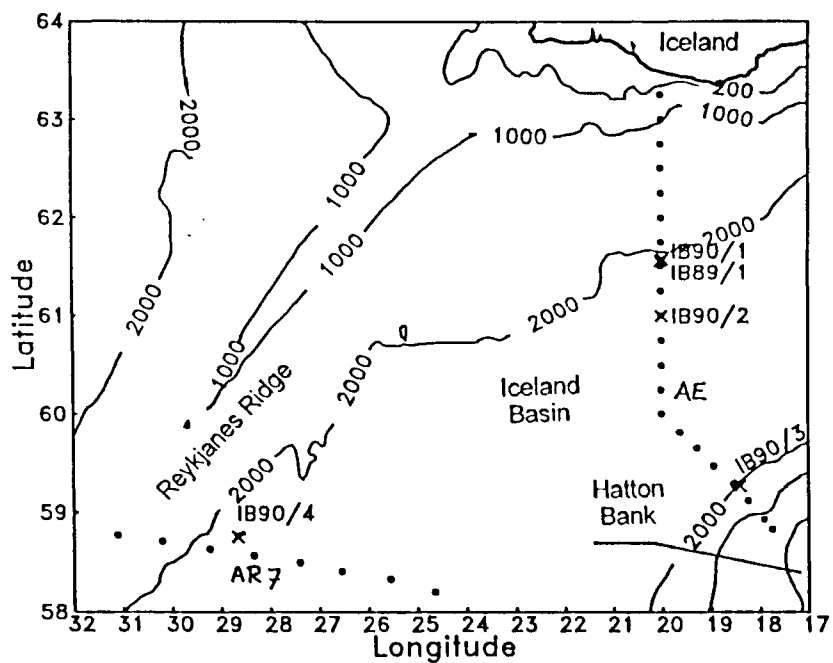 64
63
62
61
60
59
58
Latitude
32 31 30 29 28 27 26 25 24 23 22 21 20 19 18 17
Longitude
Iceland
200
1000
1000
2000
1000
1000
2000
IB90/1
IB89/1
2000
IB90/2
2000
1000
2000
AE
Iceland
Basin
Reykjanes Ridge
IB90/3
2000
Hatton
Bank
2000
IB90/4
AR7